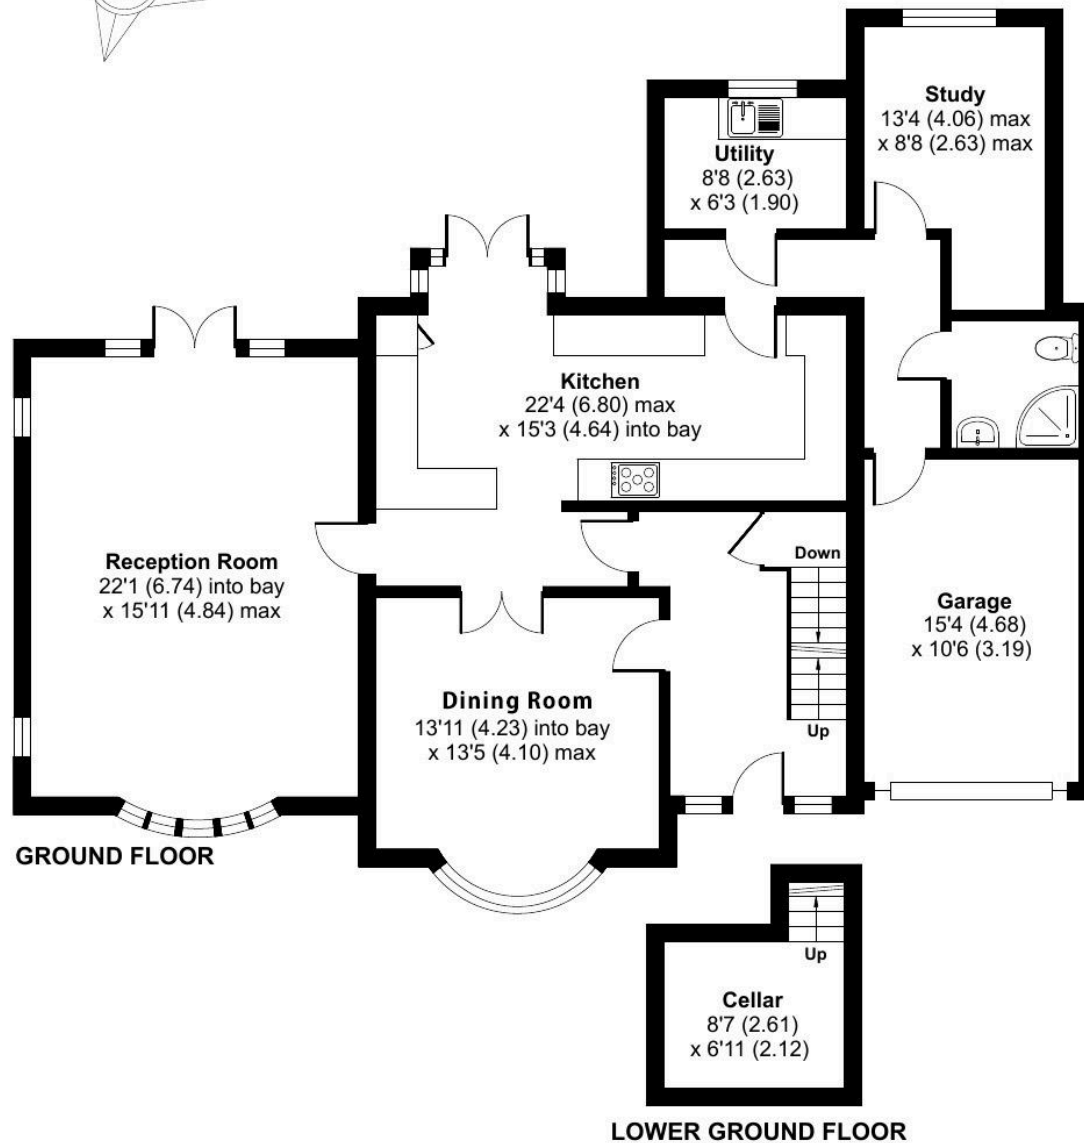 Study
13'4 (4.06) max
x 8'8 (2.63) max
Utility
8'8 (2.63)
x 6'3 (1.90)
Kitchen
22'4 (6.80) max
x 15'3 (4.64) into bay
Reception Room
22'1 (6.74) into bay
x 15'11 (4.84) max
Down
Garage
15'4 (4.68)
x 10'6 (3.19)
Dining Room
13'11 (4.23) into bay
x 13'5 (4.10) max
Up
GROUND FLOOR
Up
Cellar
8'7 (2.61)
x 6'11 (2.12)
LOWER GROUND FLOOR